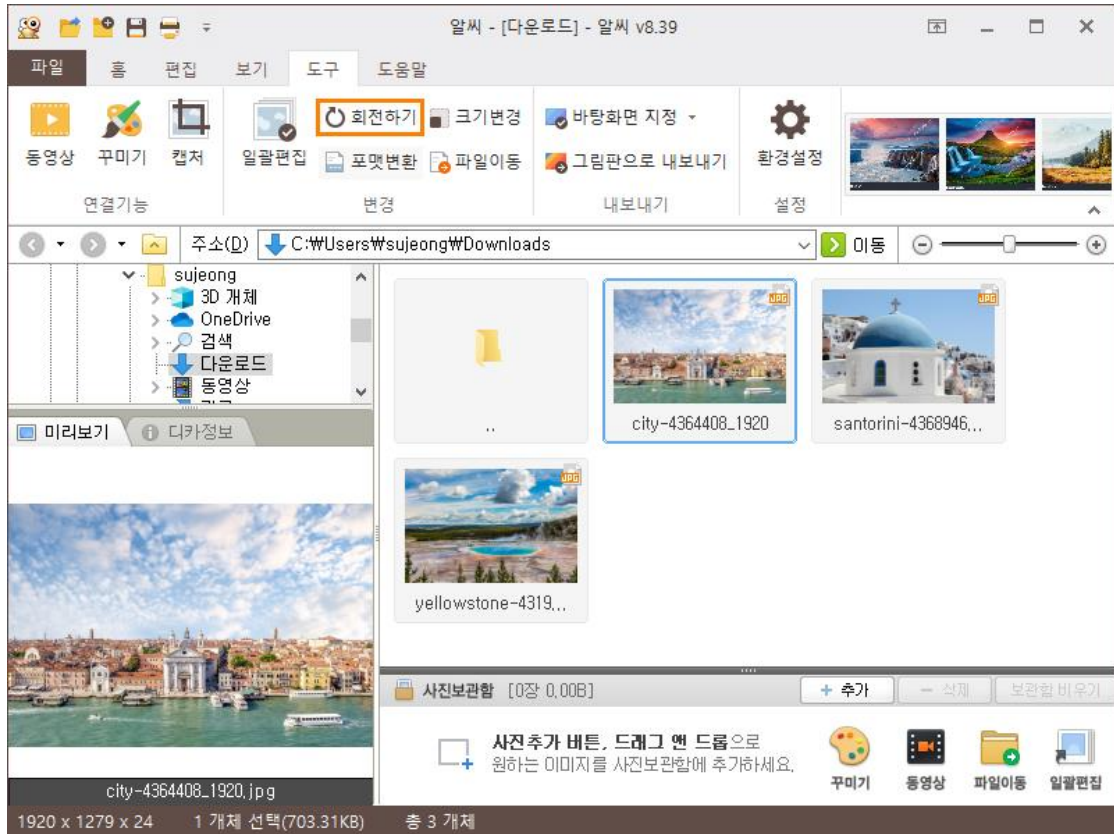 알씨 - [다운로드] - 알씨 v8.39
파일 홈 편집 보기 도구 도움말
회전하기 크기변경 바탕화면 지정
동영상 꾸미기 캡처 일괄편집 포맷변환 파일이동 그림판으로 내보내기 환경설정
연결기능 변경 내보내기 설정
주소(D) C:₩Users₩sujeong₩Downloads 이동
sujeong
3D 개체
OneDrive
검색
다운로드
동영상
미리보기 디카정보
JPG
JPG
..
city-4364408_1920
santorini-4368946,,,
JPG
yellowstone-4319,,,
city-4364408_1920.jpg
사진보관함 [0장 0.00B] + 추가 - 삭제 보관함 비우기
사진추가 버튼, 드래그 앤 드롭으로
원하는 이미지를 사진보관함에 추가하세요.
꾸미기 동영상 파일이동 일괄편집
1920 x 1279 x 24 1 개체 선택(703.31KB) 총 3 개체